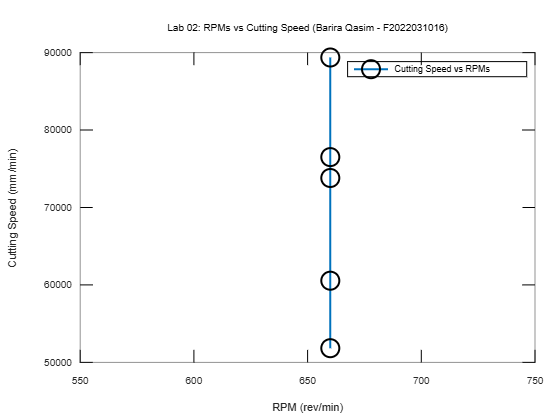 Lab 02: RPMs vs Cutting Speed (Barira Qasim - F2022031016)
Cutting Speed vs RPMs
90000
80000
70000
60000
50000
Cutting Speed (mm/min)
550 600 650 700 750
RPM (rev/min)